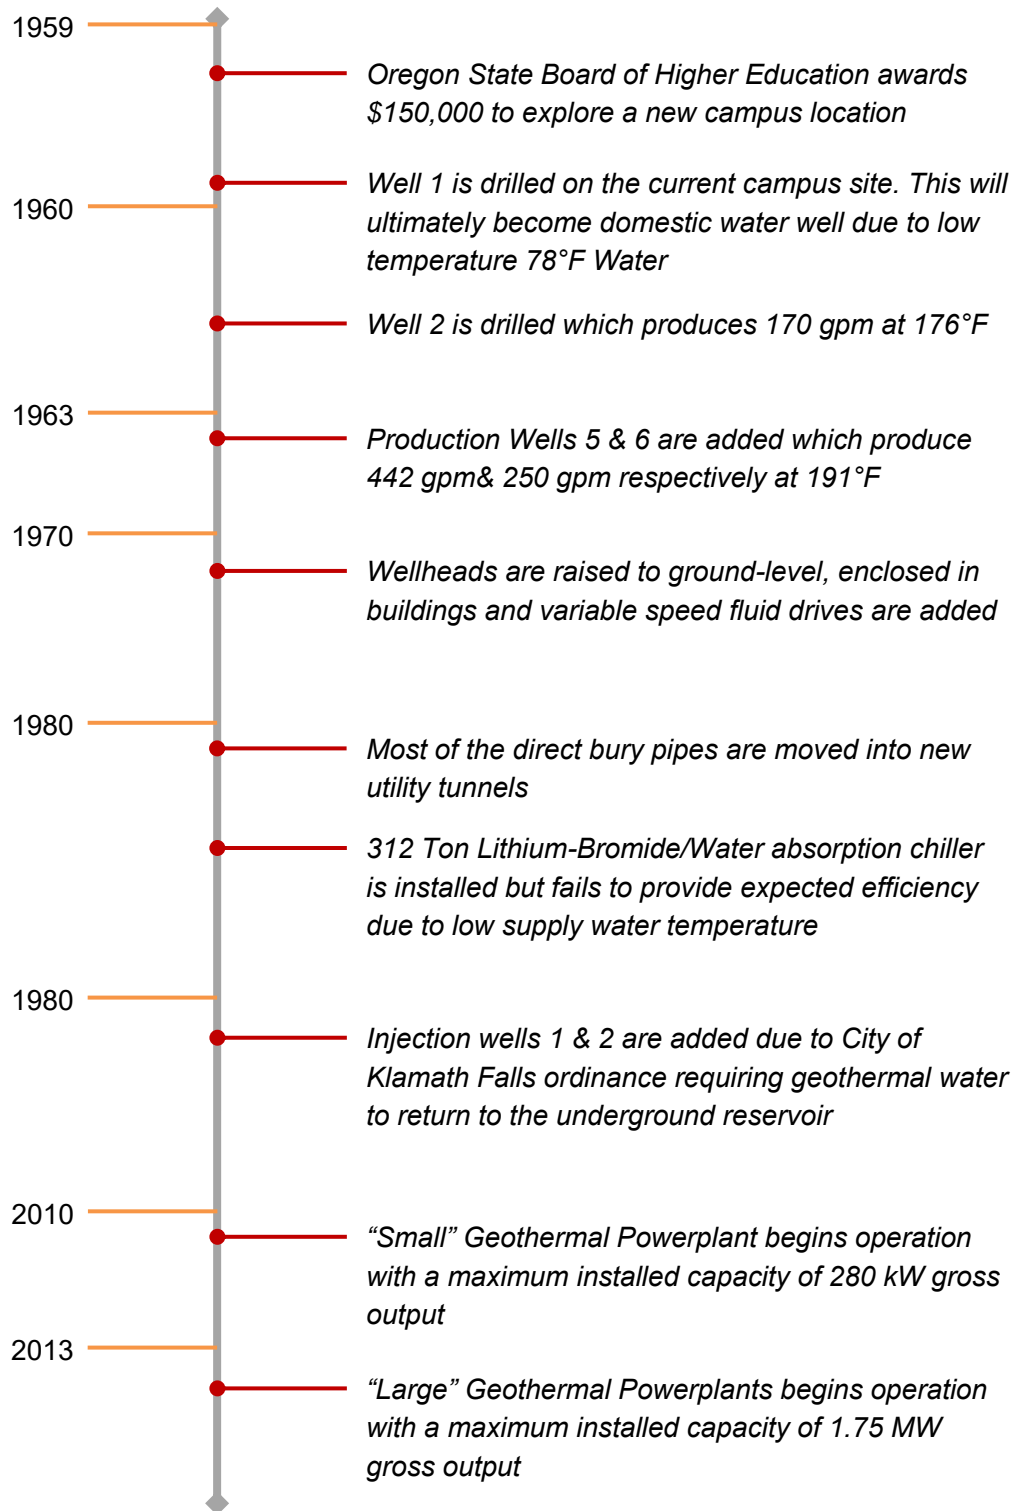 1959
Oregon State Board of Higher Education awards
$150,000 to explore a new campus location
Well 1 is drilled on the current campus site. This will
1960
ultimately become domestic water well due to low
temperature 78°F Water
Well 2 is drilled which produces 170 gpm at 176°F
1963
Production Wells 5 & 6 are added which produce
442 gpm& 250 gpm respectively at 191°F
1970
Wellheads are raised to ground-level, enclosed in
buildings and variable speed fluid drives are added
1980
Most of the direct bury pipes are moved into new
utility tunnels
312 Ton Lithium-Bromide/Water absorption chiller
is installed but fails to provide expected efficiency
due to low supply water temperature
1980
Injection wells 1 & 2 are added due to City of
Klamath Falls ordinance requiring geothermal water
to return to the underground reservoir
2010
“Small” Geothermal Powerplant begins operation
with a maximum installed capacity of 280 kW gross
output
2013
“Large” Geothermal Powerplants begins operation
with a maximum installed capacity of 1.75 MW
gross output